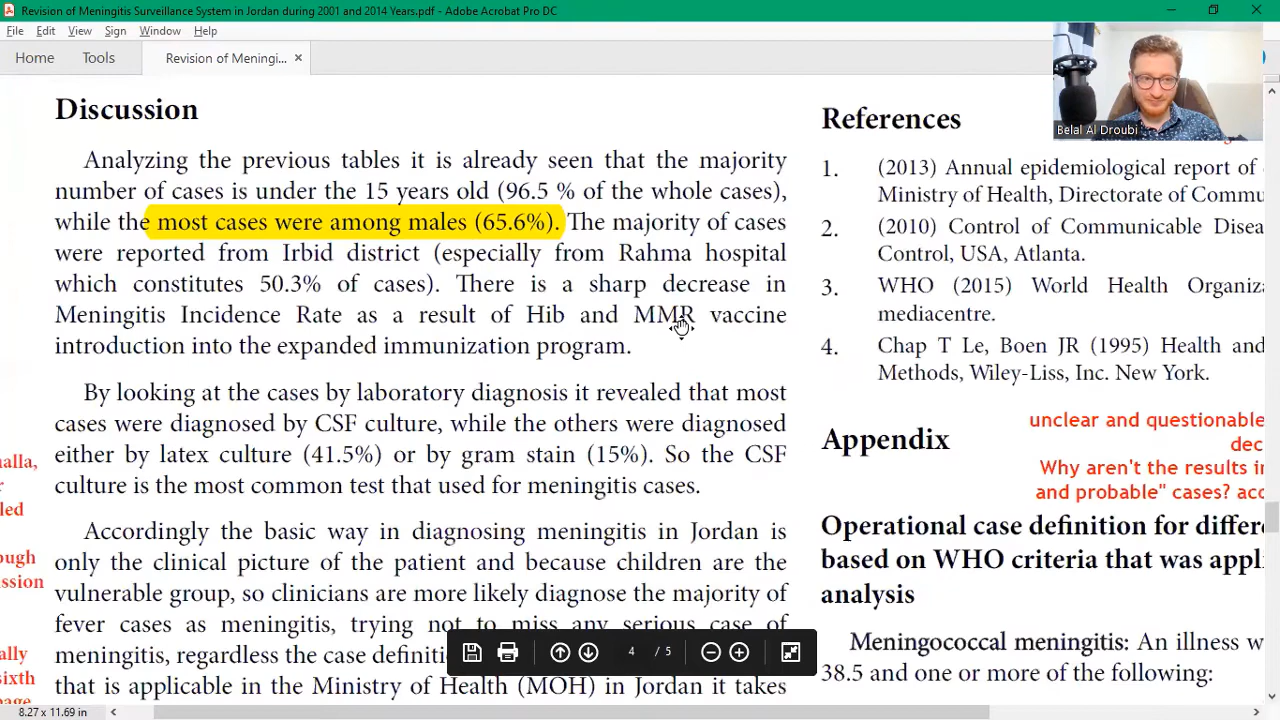 Revision of Meningitis Surveillance System in Jordan during 2001 and 2014 Years.pdf - Adobe Acrobat Pro DC
File Edit View Sign Window Help
Home Tools Revision of Meningi... ×
Belal Al Droubi
Discussion
Analyzing the previous tables it is already seen that the majority
number of cases is under the 15 years old (96.5 % of the whole cases),
while the most cases were among males (65.6%). The majority of cases
were reported from Irbid district (especially from Rahma hospital
which constitutes 50.3% of cases). There is a sharp decrease in
Meningitis Incidence Rate as a result of Hib and MMR vaccine
introduction into the expanded immunization program.
By looking at the cases by laboratory diagnosis it revealed that most
cases were diagnosed by CSF culture, while the others were diagnosed
either by latex culture (41.5%) or by gram stain (15%). So the CSF
culture is the most common test that used for meningitis cases.
Accordingly the basic way in diagnosing meningitis in Jordan is
only the clinical picture of the patient and because children are the
vulnerable group, so clinicians are more likely diagnose the majority of
fever cases as meningitis, trying not to miss any serious case of
meningitis, regardless the case definiti
that is applicable in the Ministry of Health (MOH) in Jordan it takes
alla,
r
led
ough
ssion
ally
sixth
page
References
1. (2013) Annual epidemiological report of
Ministry of Health, Directorate of Commu
2. (2010) Control of Communicable Disea
Control, USA, Atlanta.
3. WHO (2015) World Health Organiza
mediacentre.
4. Chap T Le, Boen JR (1995) Health and
Methods, Wiley-Liss, Inc. New York.
unclear and questionable
dec
Why aren't the results i
and probable" cases? acc
Appendix
Operational case definition for differe
based on WHO criteria that was appl
analysis
Meningococcal meningitis: An illness w
38.5 and one or more of the following:
4 / 5
8.27 x 11.69 in